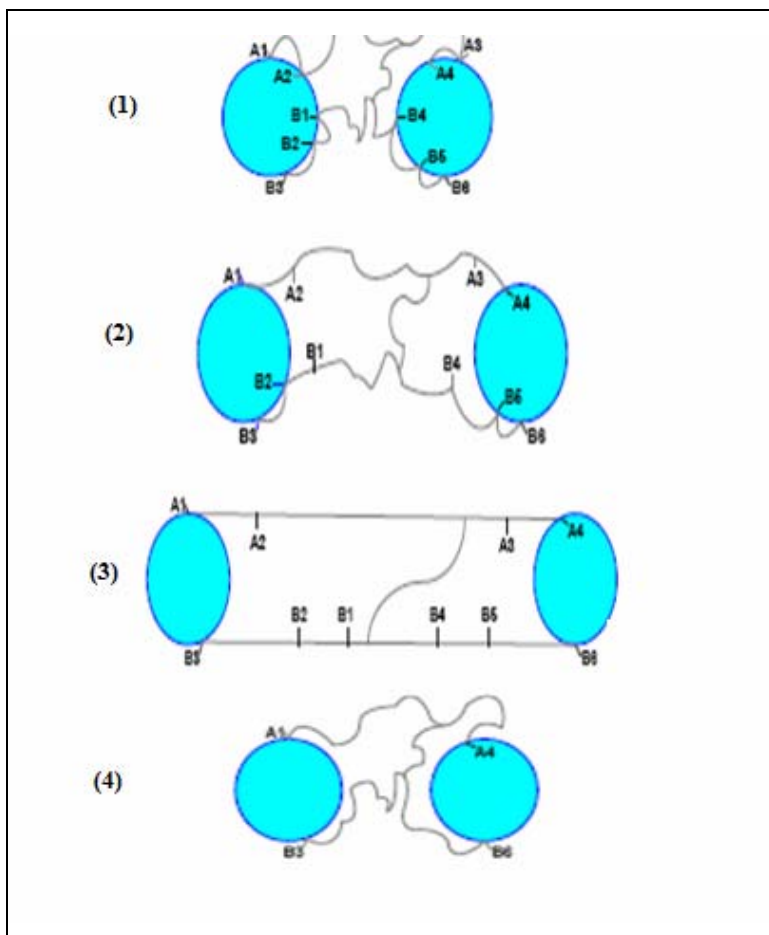 A1 A3
A2 A4
(1) B1 B4
B2 B5
B3 B6
A1 A2 A3 A4
(2) B1 B4
B2 B5
B3 B6
A1 A4
A2 A3
(3) B2 B1 B4 B5
B3 B6
A1 A4
(4)
B3 B6